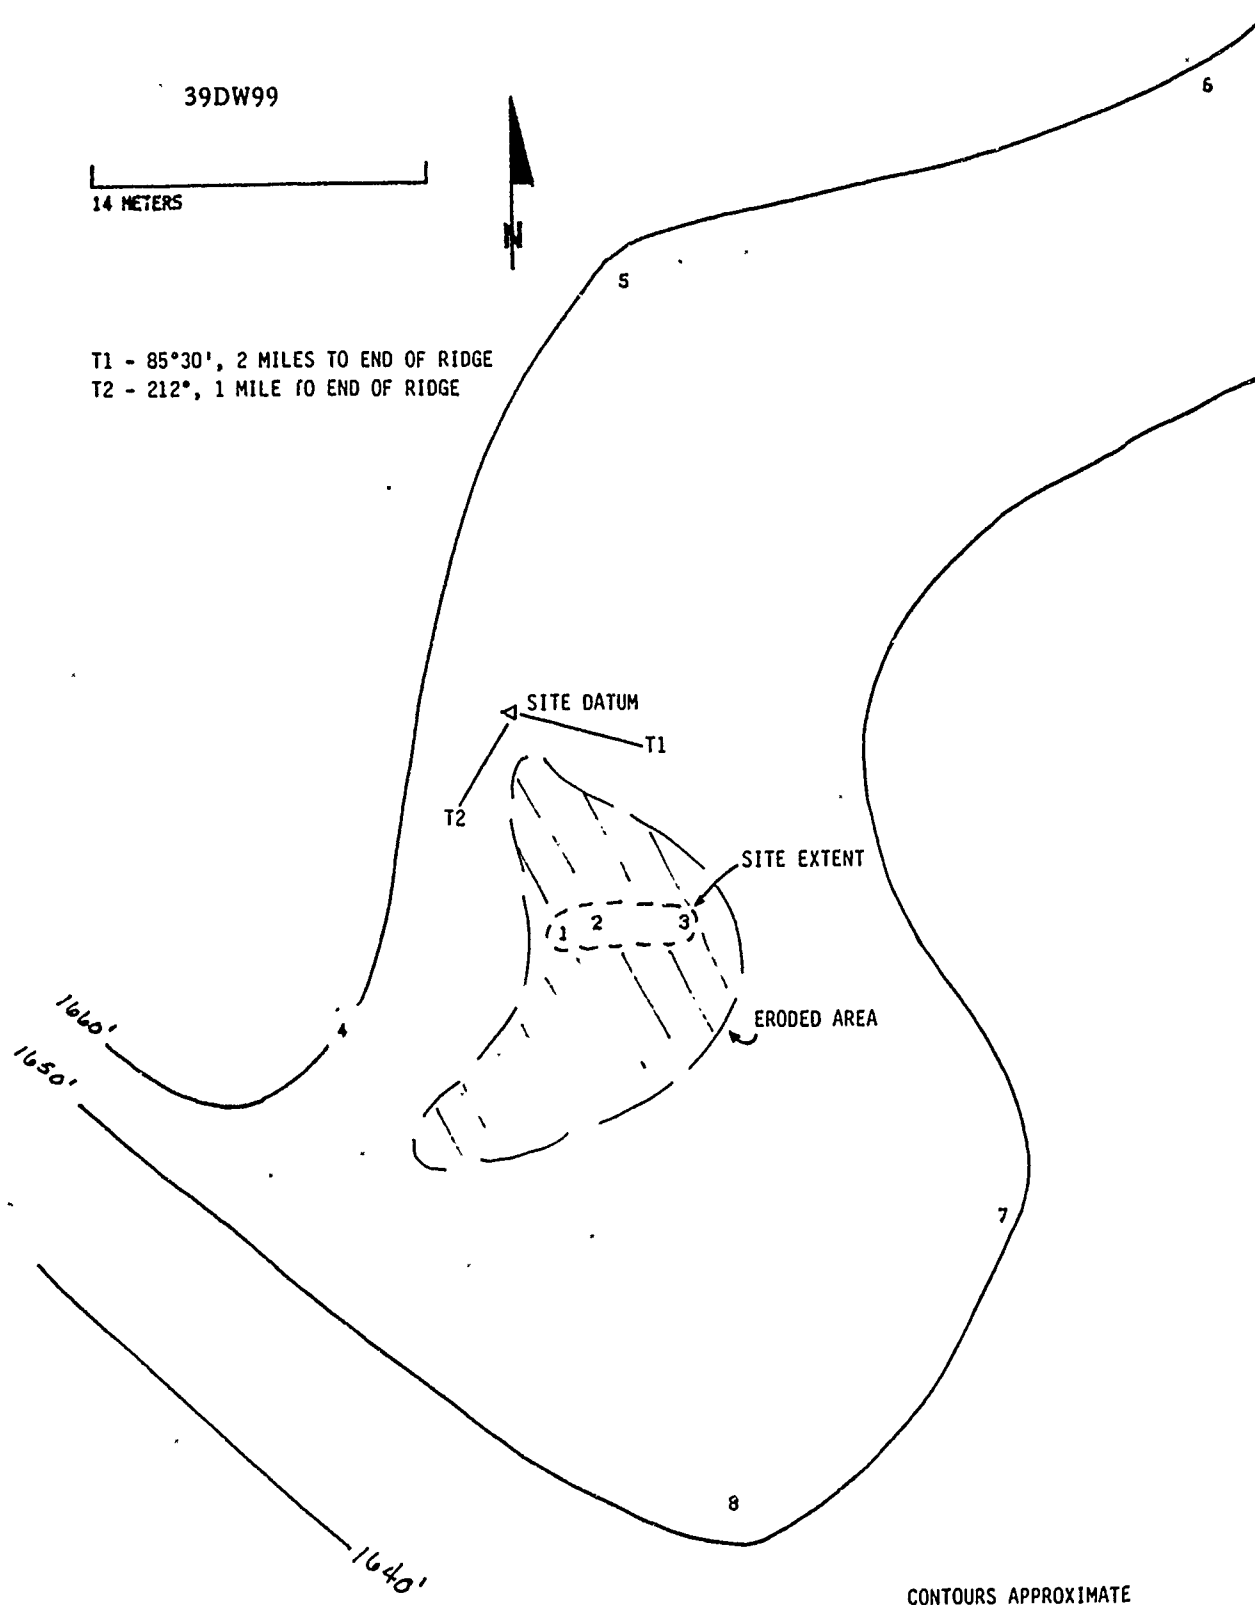 39DW99
6
14 METERS
N
5
T1 - 85°30', 2 MILES TO END OF RIDGE
T2 - 212°, 1 MILE TO END OF RIDGE
SITE DATUM
T1
T2
SITE EXTENT
1 2 3
1660'
4
ERODED AREA
1650'
7
8
1640'
CONTOURS APPROXIMATE